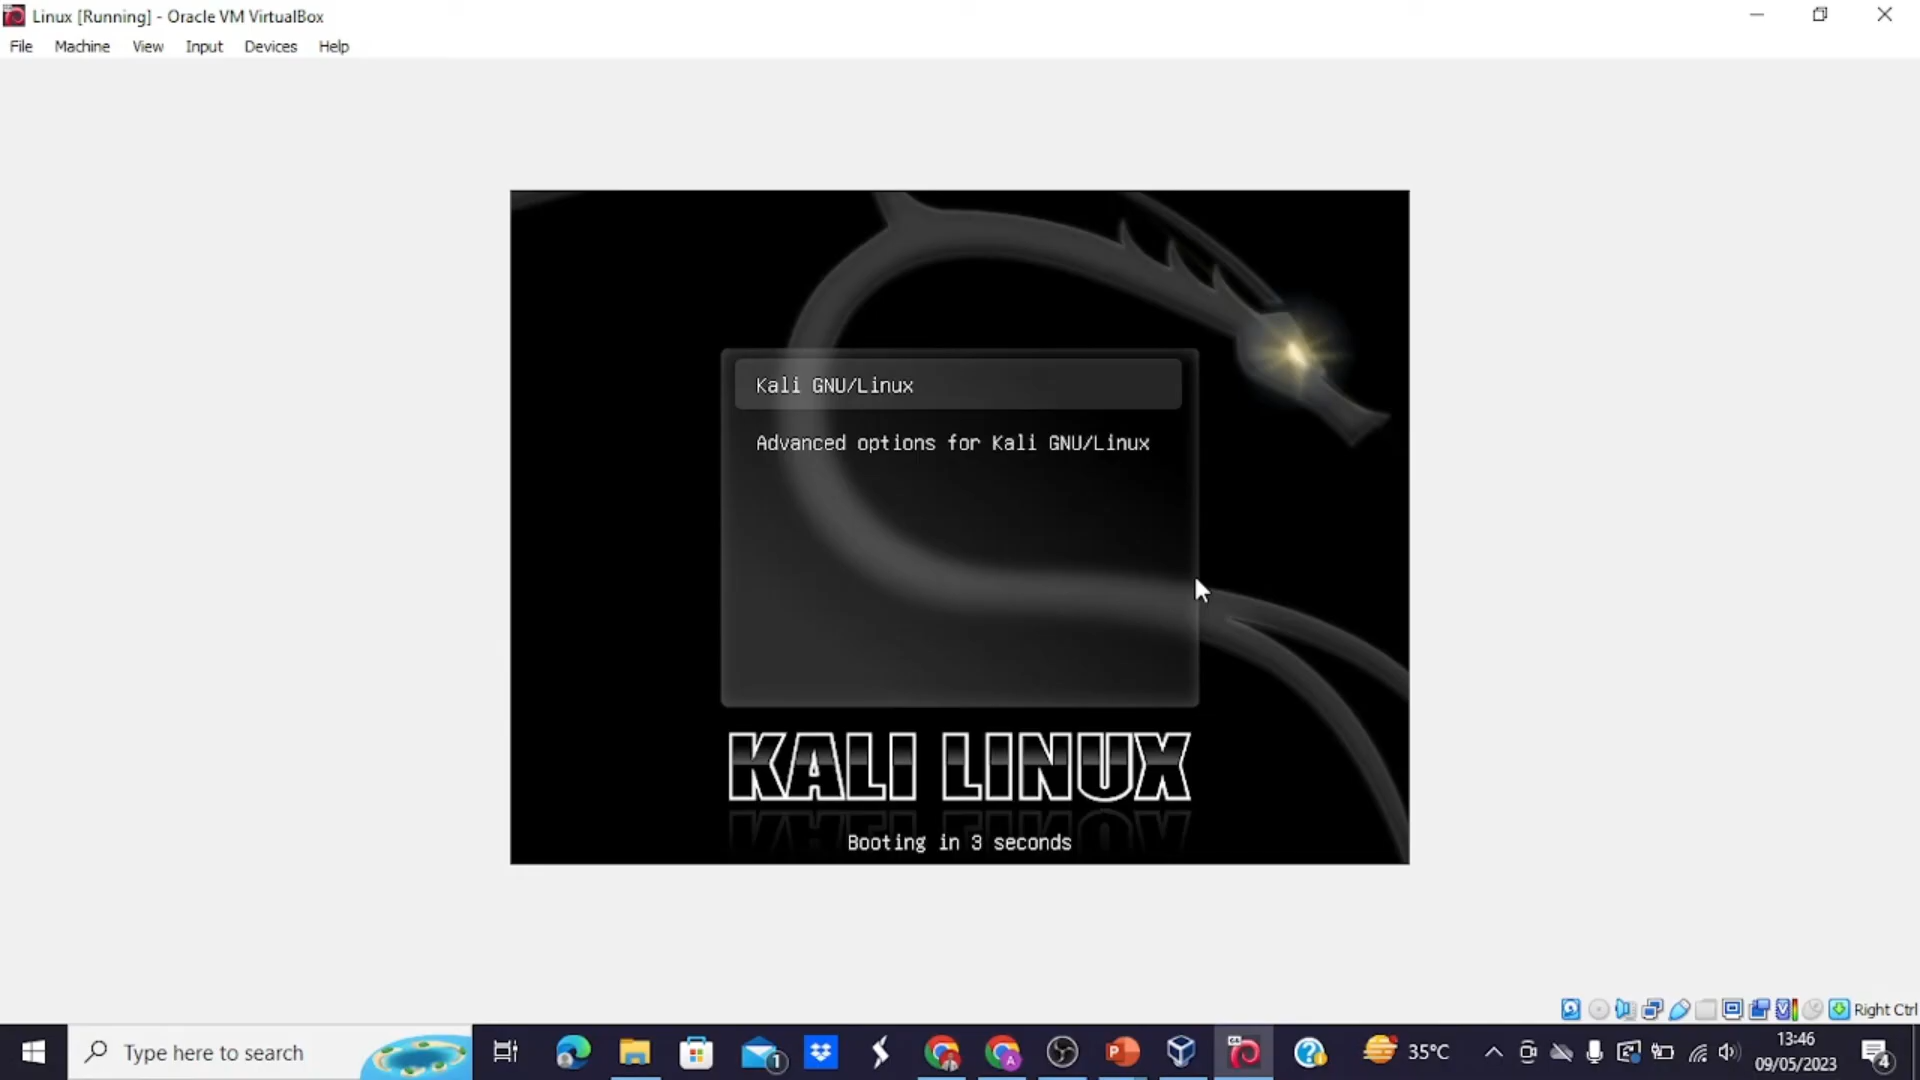 Linux [Running] - Oracle VM VirtualBox
File Machine View Input Devices Help
Kali GNU/Linux
Advanced options for Kali GNU/Linux
KALI LINUX
Booting in 3 seconds
Right Ctrl
Type here to search
1
35°C
13:46
09/05/2023
4